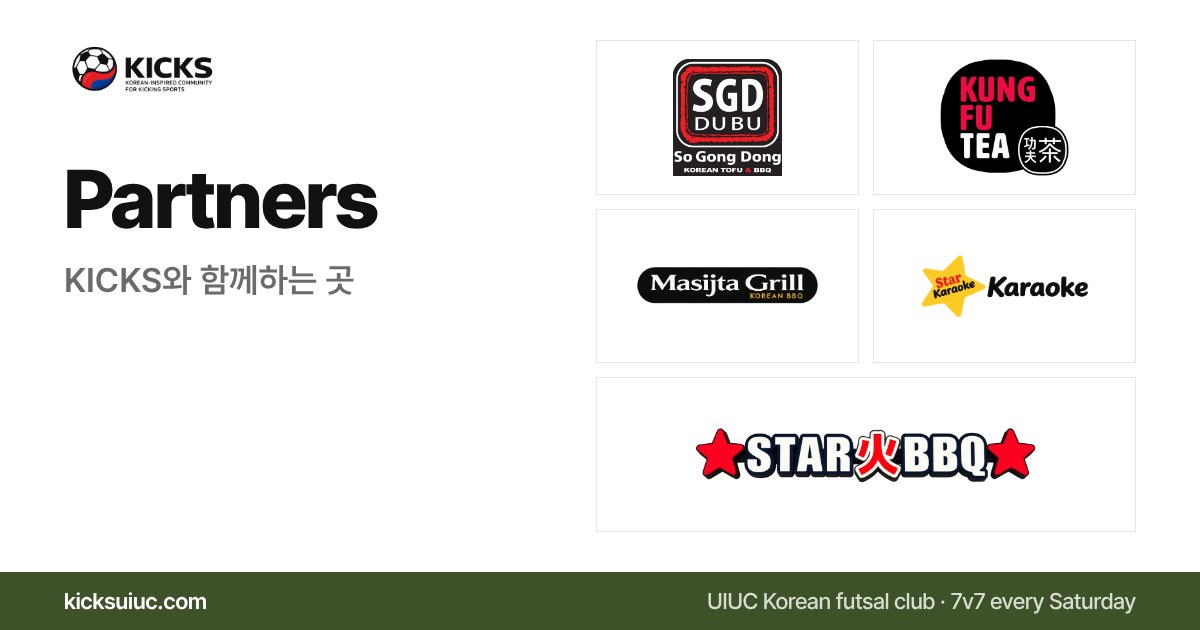 KICKS
KOREAN-INSPIRED COMMUNITY
FOR KICKING SPORTS
Partners
KICKS와 함께하는 곳
SGD
DUBU
So Gong Dong
KOREAN TOFU & BBQ
KUNG
FU
TEA
功夫茶
Masijta Grill
KOREAN BBQ
Star
Karaoke
Karaoke
STAR火BBQ
kicksuiuc.com
UIUC Korean futsal club · 7v7 every Saturday